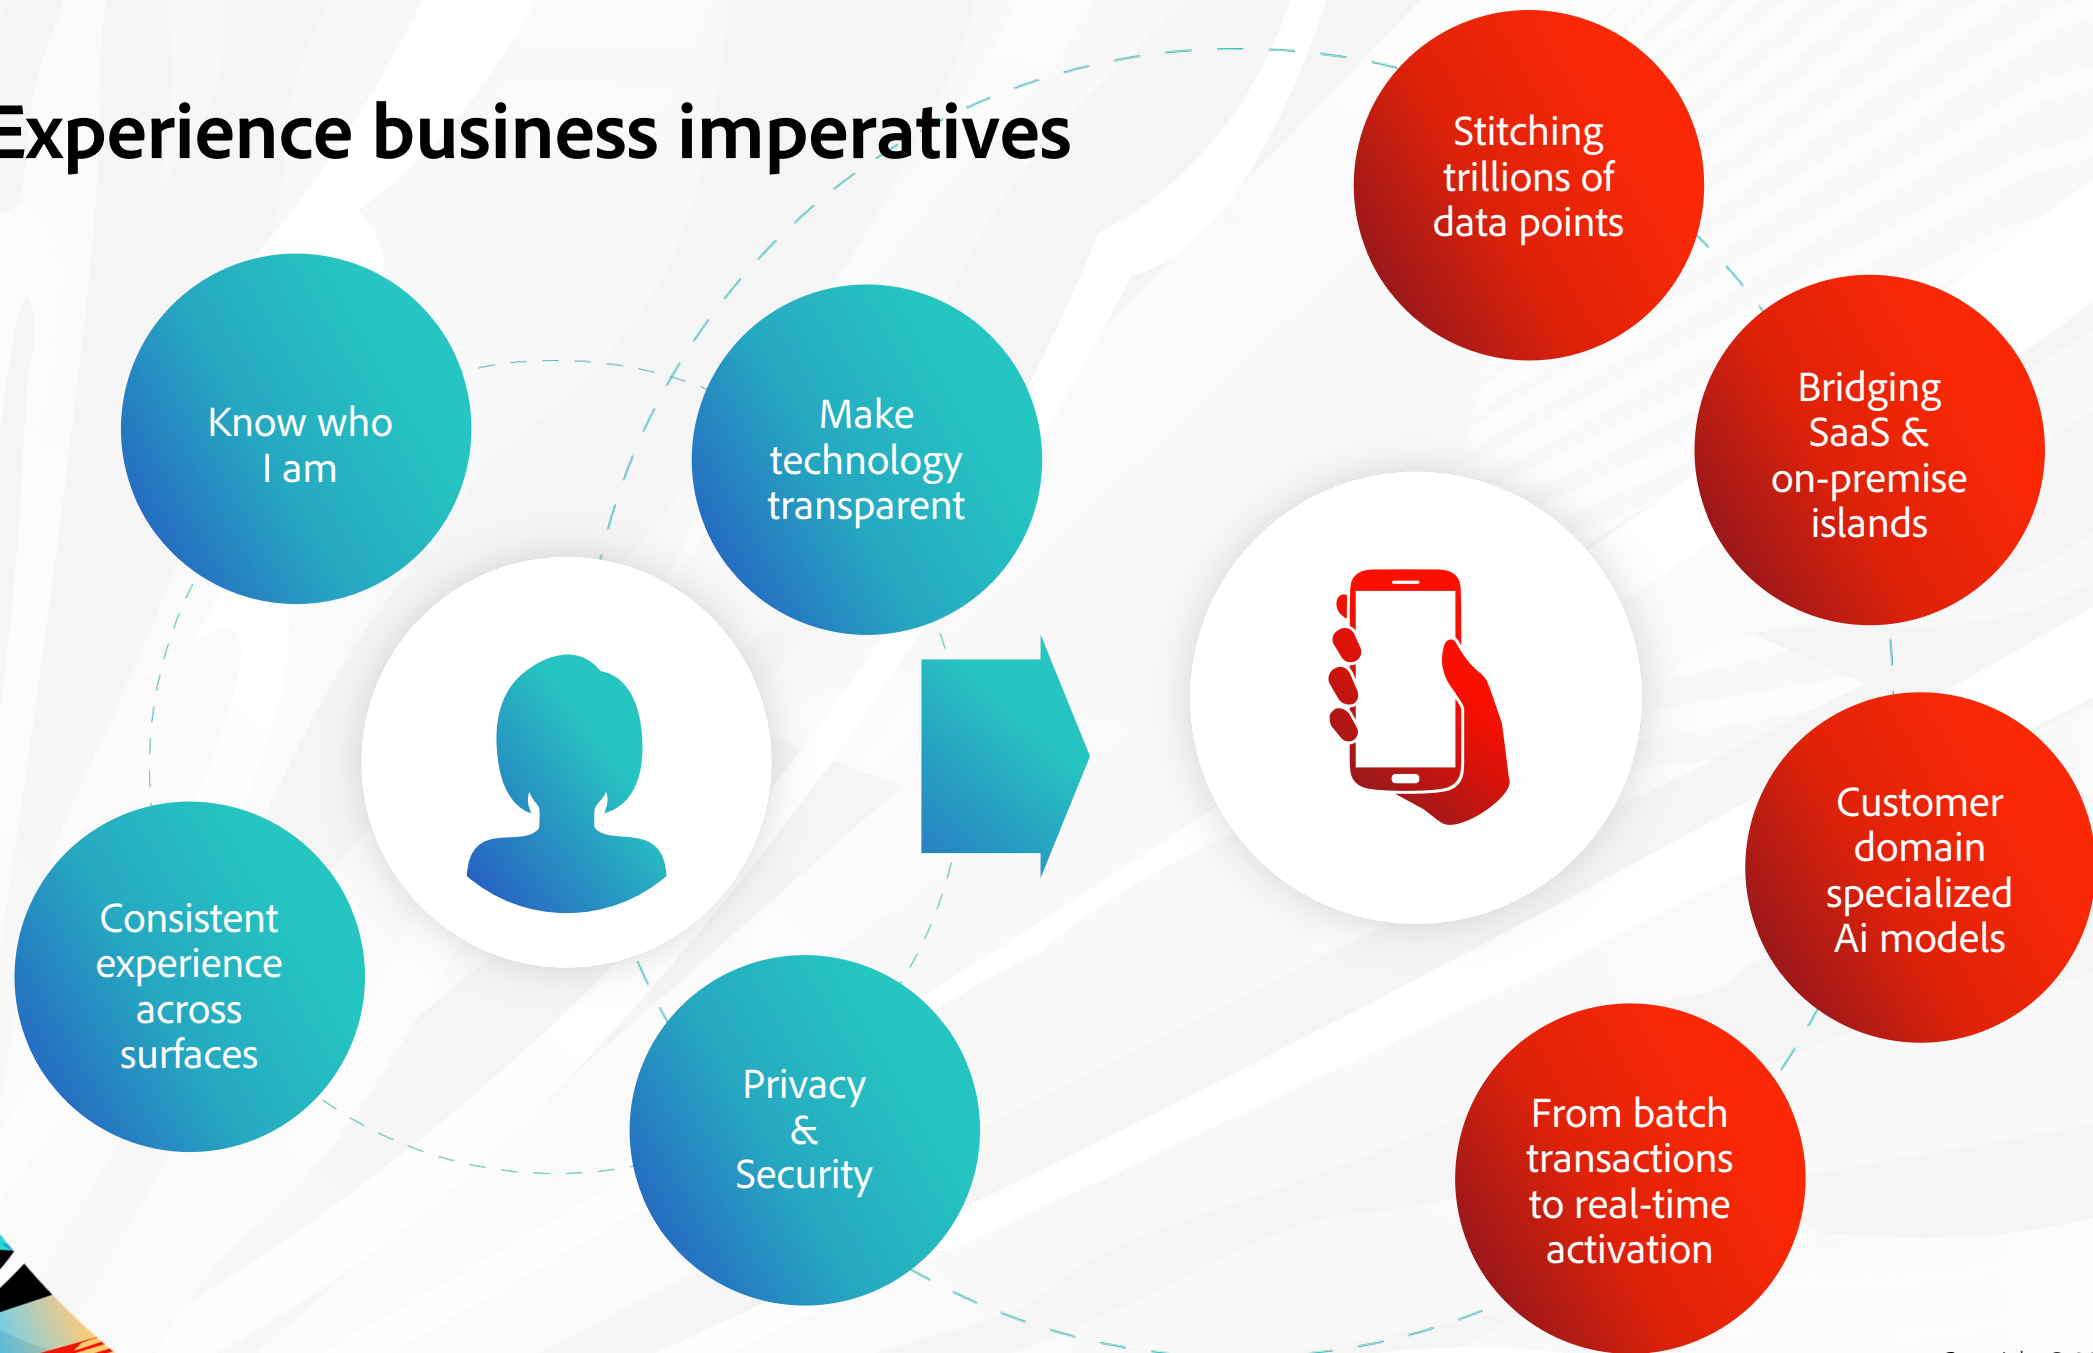 Experience business imperatives
Know who
I am
Make
technology
transparent
Consistent
experience
across
surfaces
Privacy
&
Security
Stitching
trillions of
data points
Bridging
SaaS &
on-premise
islands
Customer
domain
specialized
Ai models
From batch
transactions
to real-time
activation